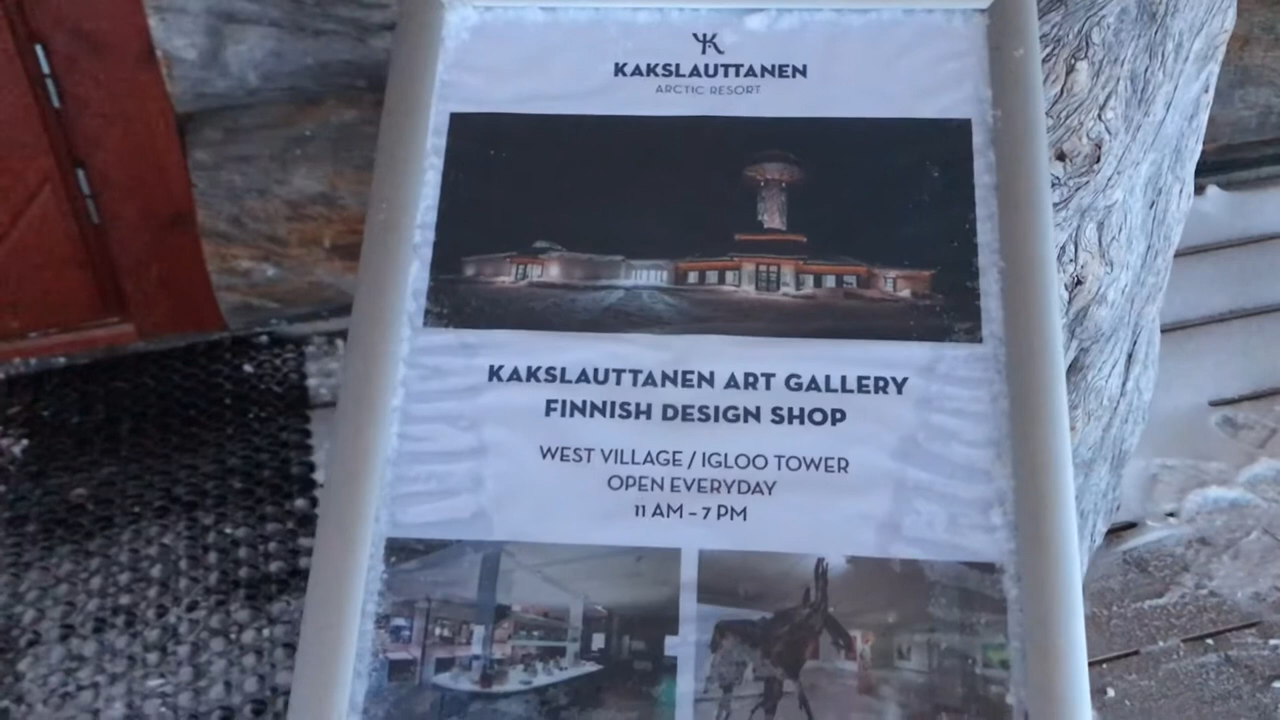 KAKSLAUTTANEN
ARCTIC RESORT
KAKSLAUTTANEN ART GALLERY
FINNISH DESIGN SHOP
WEST VILLAGE / IGLOO TOWER
OPEN EVERYDAY
11 AM – 7 PM